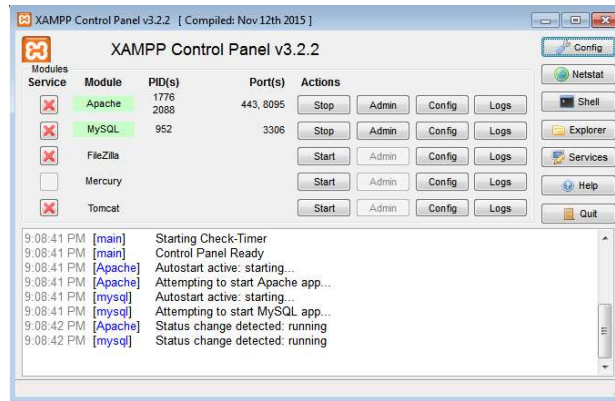 XAMPP Control Panel v3.2.2 [ Compiled: Nov 12th 2015 ]
XAMPP Control Panel v3.2.2
Config
Modules
Service Module PID(s) Port(s) Actions
Netstat
Apache 1776 2088 443, 8095 Stop Admin Config Logs
Shell
MySQL 952 3306 Stop Admin Config Logs
Explorer
FileZilla Start Admin Config Logs
Services
Mercury Start Admin Config Logs
Help
Tomcat Start Admin Config Logs
Quit
9:08:41 PM [main] Starting Check-Timer
9:08:41 PM [main] Control Panel Ready
9:08:41 PM [Apache] Autostart active: starting...
9:08:41 PM [Apache] Attempting to start Apache app...
9:08:41 PM [mysql] Autostart active: starting...
9:08:41 PM [mysql] Attempting to start MySQL app...
9:08:42 PM [Apache] Status change detected: running
9:08:42 PM [mysql] Status change detected: running